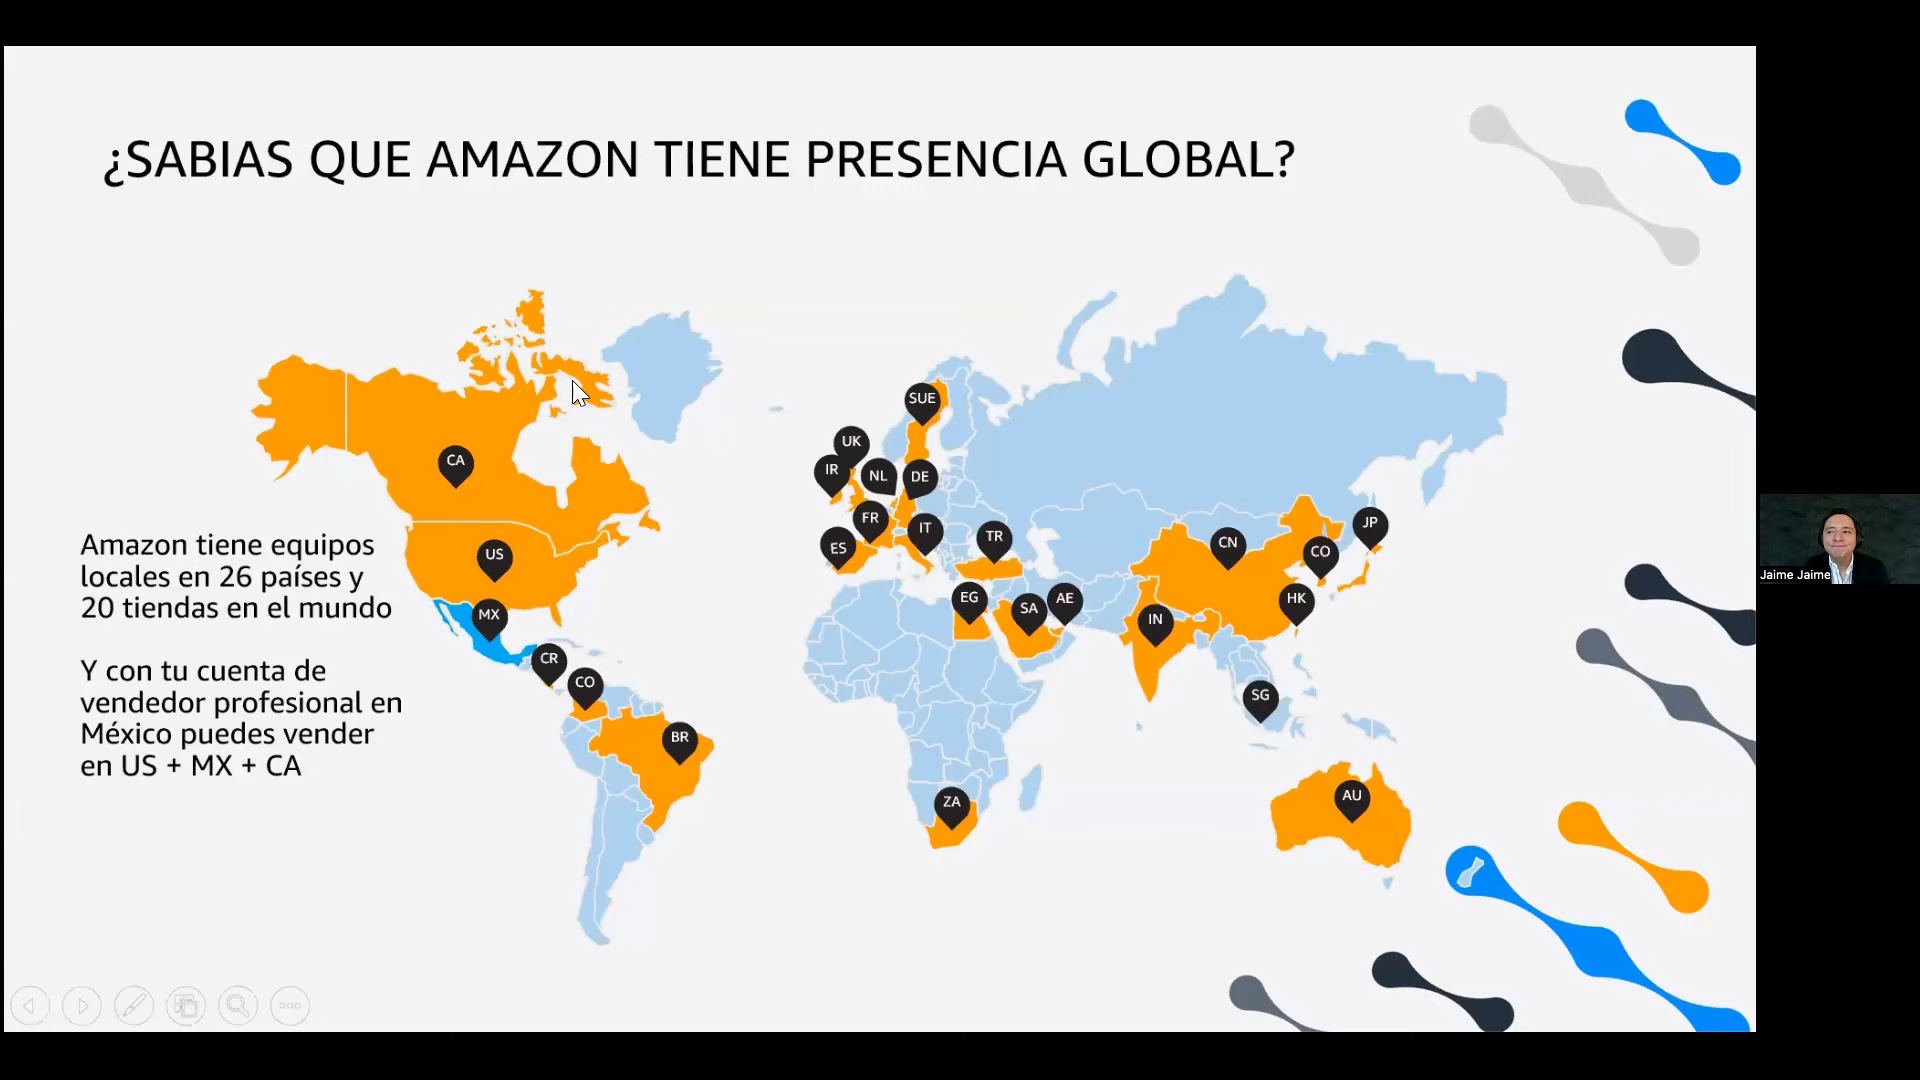 ¿SABIAS QUE AMAZON TIENE PRESENCIA GLOBAL?
Amazon tiene equipos
locales en 26 países y
20 tiendas en el mundo
Y con tu cuenta de
vendedor profesional en
México puedes vender
en US + MX + CA
CA
US
MX
CR
CO
BR
SUE
UK
IR
NL
DE
FR
IT
ES
TR
EG
SA
AE
ZA
IN
CN
CO
JP
HK
SG
AU
Jaime Jaime